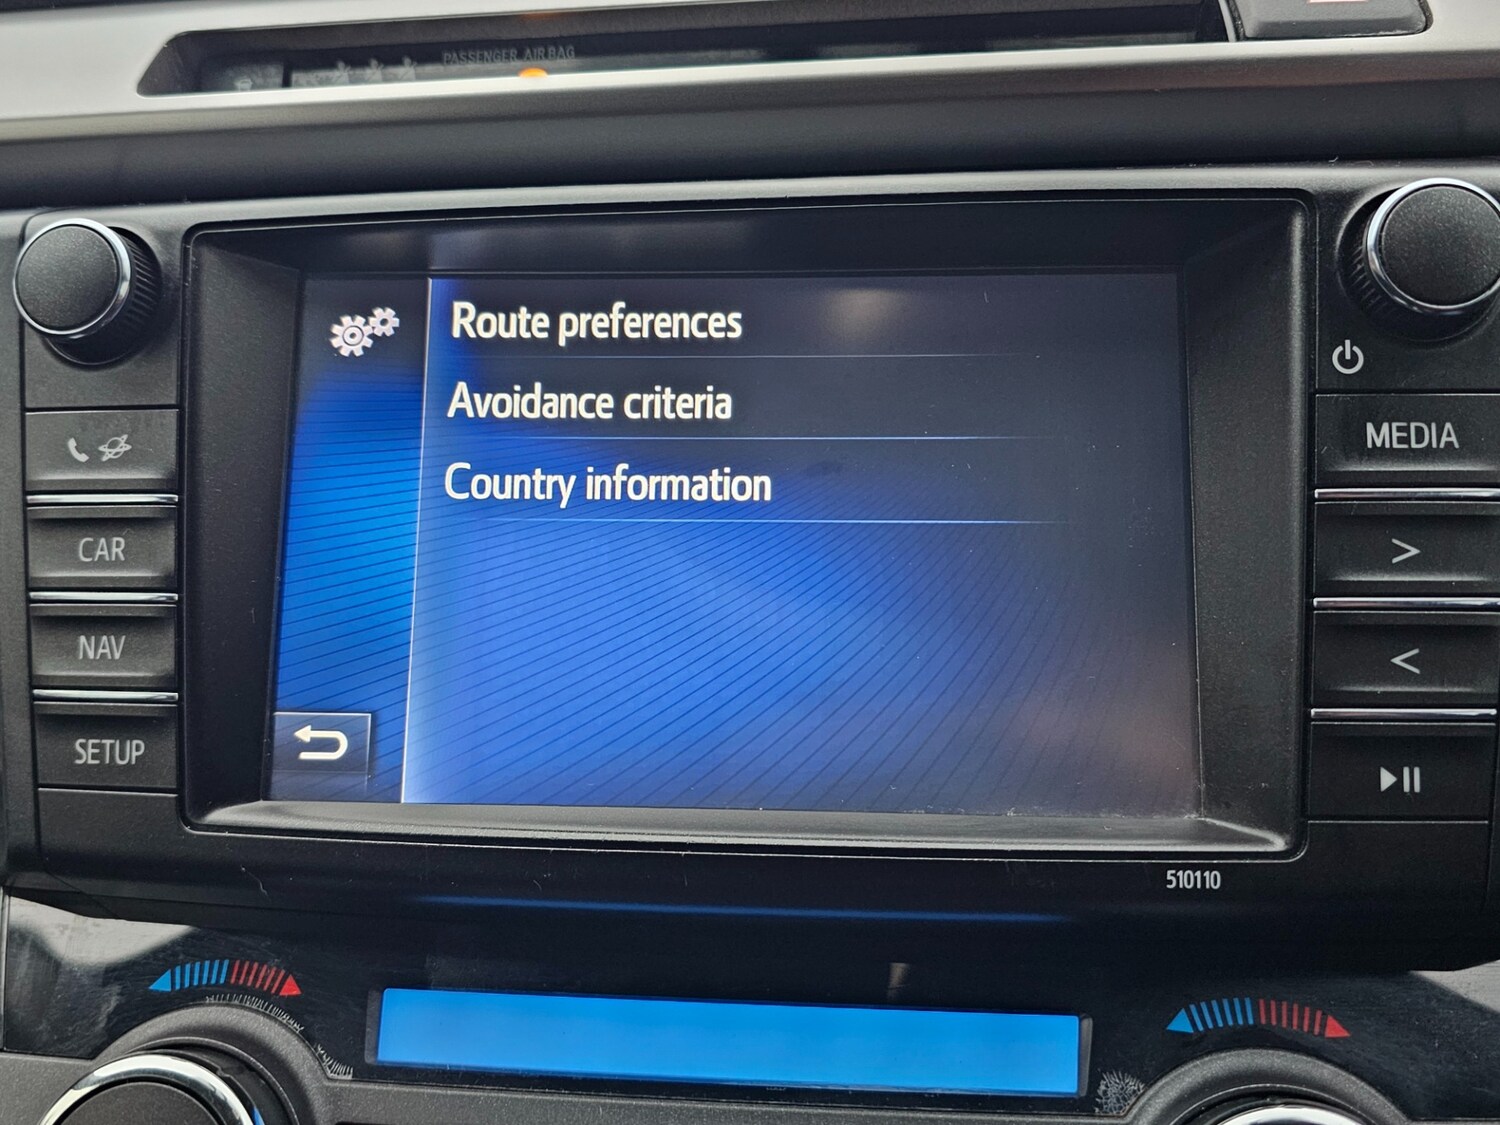 PASSENGER AIR BAG
Route preferences
Avoidance criteria
Country information
CAR
NAV
SETUP
MEDIA
>
<
510110